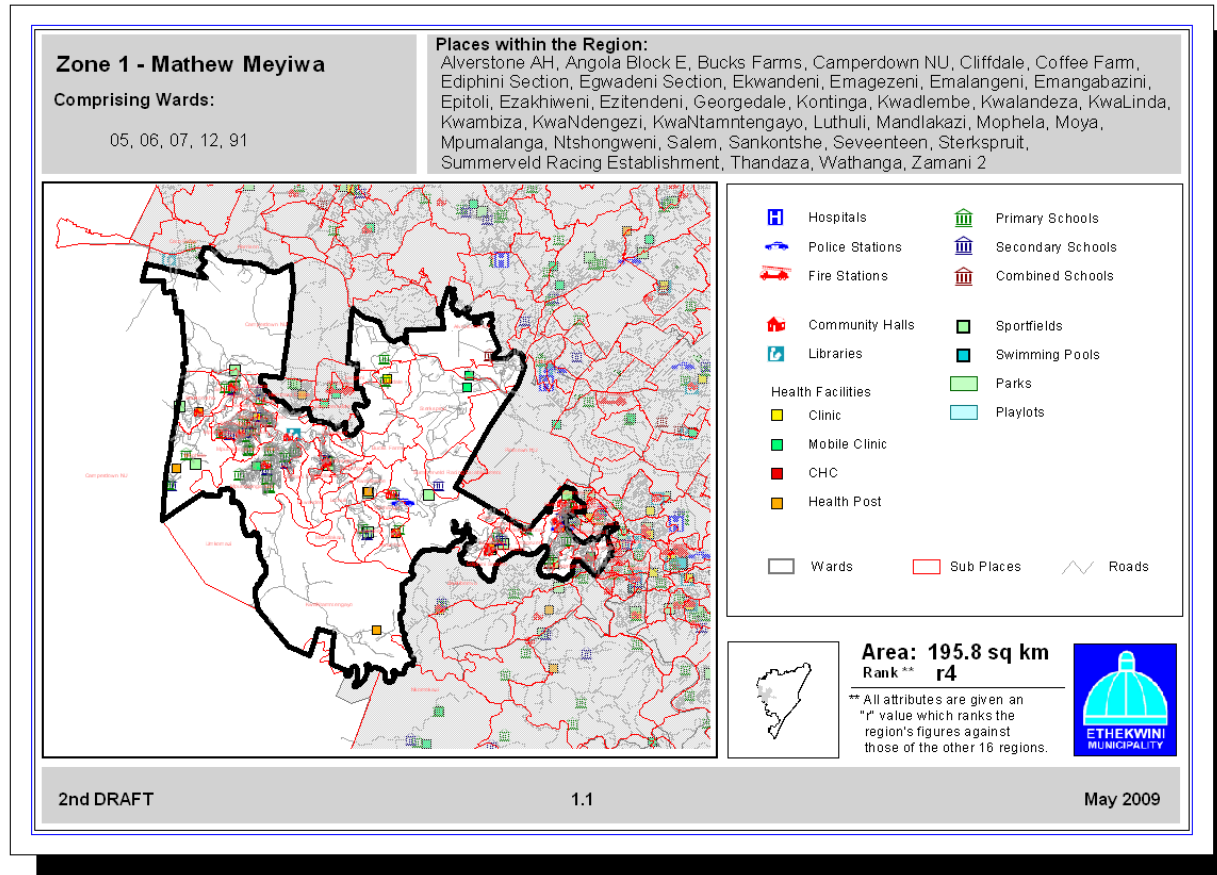 Zone 1 - Mathew Meyiwa
Comprising Wards:
05, 06, 07, 12, 91
Places within the Region:
Alverstone AH, Angola Block E, Bucks Farms, Camperdown NU, Cliffdale, Coffee Farm,
Ediphini Section, Egwadeni Section, Ekwandeni, Emagezeni, Emalangeni, Emangabazini,
Epitoli, Ezakhiweni, Ezitendeni, Georgedale, Kontinga, Kwadlembe, Kwalandeza, KwaLinda,
Kwambiza, KwaNdengezi, KwaNtamntengayo, Luthuli, Mandlakazi, Mophela, Moya,
Mpumalanga, Ntshongweni, Salem, Sankontshe, Seveenteen, Sterkspruit,
Summerveld Racing Establishment, Thandaza, Wathanga, Zamani 2
Camperdown NU
Camperdown NU
Hospitals
Police Stations
Fire Stations
Community Halls
Libraries
Health Facilities
Clinic
Mobile Clinic
CHC
Health Post
Primary Schools
Secondary Schools
Combined Schools
Sportfields
Swimming Pools
Parks
Playlots
Wards
Sub Places
Roads
Area: 195.8 sq km
Rank ** r4
** All attributes are given an
"r" value which ranks the
region's figures against
those of the other 16 regions.
ETHEKWINI
MUNICIPALITY
2nd DRAFT
1.1
May 2009